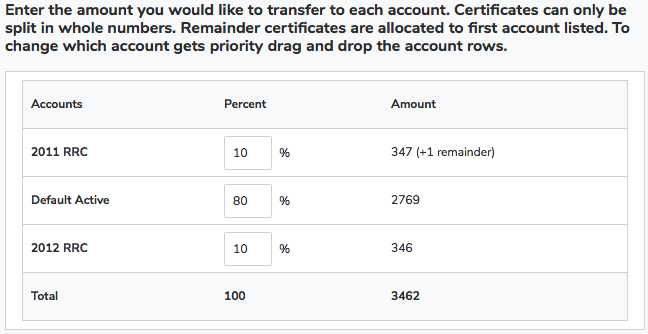 Enter the amount you would like to transfer to each account. Certificates can only be
split in whole numbers. Remainder certificates are allocated to first account listed. To
change which account gets priority drag and drop the account rows.
Accounts Percent Amount
2011 RRC 10 % 347 (+1 remainder)
Default Active 80 % 2769
2012 RRC 10 % 346
Total 100 3462